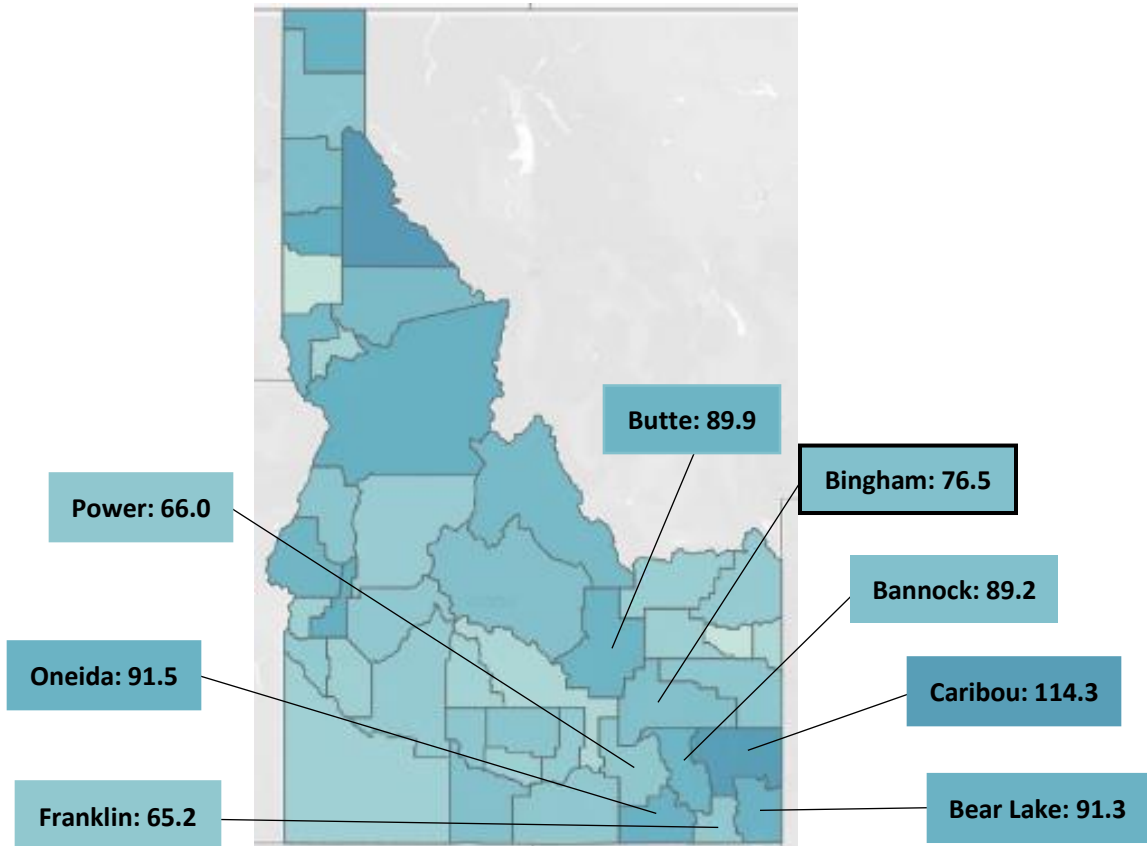 Butte: 89.9
Bingham: 76.5
Power: 66.0
Bannock: 89.2
Oneida: 91.5
Caribou: 114.3
Franklin: 65.2
Bear Lake: 91.3